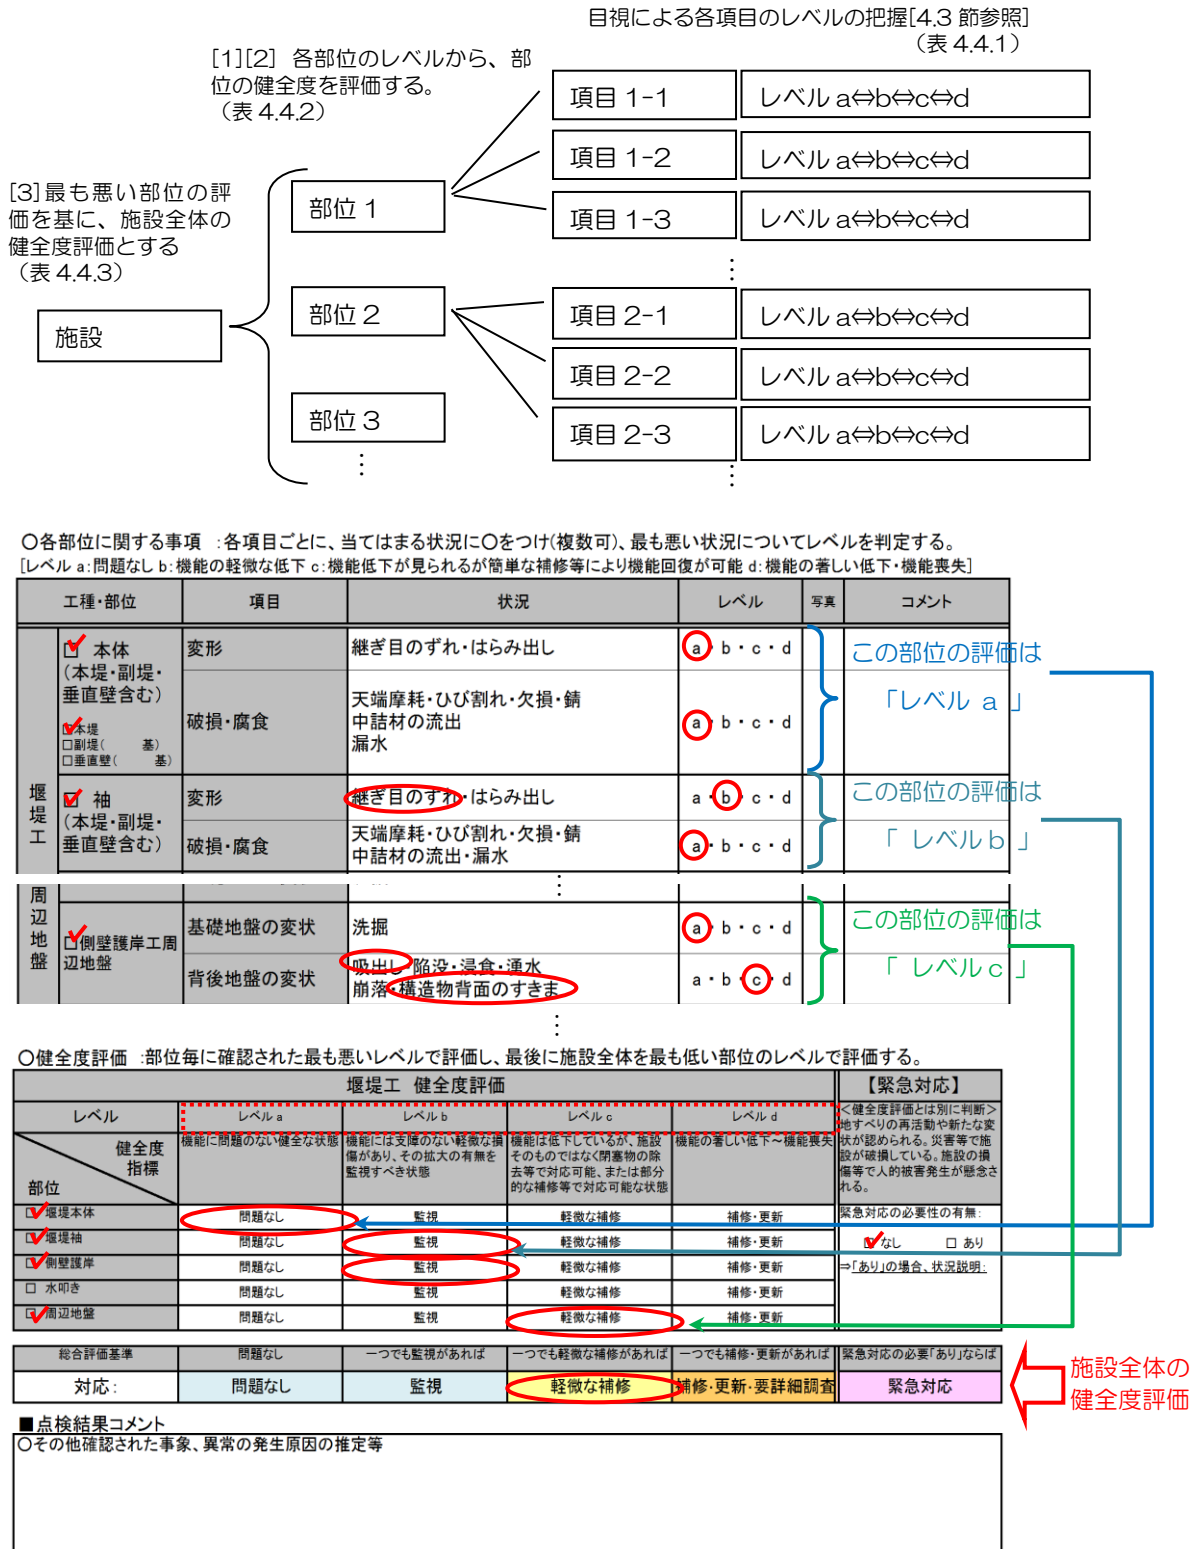 目視による各項目のレベルの把握[4.3 節参照]
（表 4.4.1）
[1][2] 各部位のレベルから、部
位の健全度を評価する。
（表 4.4.2）
項目 1-1 レベル a⇔b⇔c⇔d
項目 1-2 レベル a⇔b⇔c⇔d
[3]最も悪い部位の評
価を基に、施設全体の
健全度評価とする
（表 4.4.3）
部位 1
項目 1-3 レベル a⇔b⇔c⇔d
⋮
施設
部位 2
項目 2-1 レベル a⇔b⇔c⇔d
項目 2-2 レベル a⇔b⇔c⇔d
部位 3
項目 2-3 レベル a⇔b⇔c⇔d
⋮
⋮
○各部位に関する事項 :各項目ごとに、当てはまる状況に○をつけ(複数可)、最も悪い状況についてレベルを判定する。
[レベル a:問題なし b:機能の軽微な低下 c:機能低下が見られるが簡単な補修等により機能回復が可能 d:機能の著しい低下・機能喪失]
工種・部位 項目 状況 レベル 写真 コメント
堰堤工
☑ 本体
(本堤・副堤・
垂直壁含む)
☑本堤
□副堤( 基)
□垂直壁( 基)
変形 継ぎ目のずれ・はらみ出し a・b・c・d
破損・腐食
天端摩耗・ひび割れ・欠損・錆
中詰材の流出
漏水
a・b・c・d
この部位の評価は
「レベル a 」
☑ 袖
(本堤・副堤・
垂直壁含む)
変形 継ぎ目のずれ・はらみ出し a・b・c・d
破損・腐食
天端摩耗・ひび割れ・欠損・錆
中詰材の流出・漏水
a・b・c・d
この部位の評価は
「 レベルb 」
⋮
周辺地盤
☑側壁護岸工周
辺地盤
基礎地盤の変状 洗掘 a・b・c・d
背後地盤の変状
吸出し・陥没・浸食・湧水
崩落・構造物背面のすきま
a・b・c・d
この部位の評価は
「 レベルc 」
⋮
○健全度評価 :部位毎に確認された最も悪いレベルで評価し、最後に施設全体を最も低い部位のレベルで評価する。
堰堤工 健全度評価 【緊急対応】
レベル レベル a レベル b レベル c レベル d
健全度
指標
部位
機能に問題のない健全な状態
機能には支障のない軽微な損
傷があり、その拡大の有無を
監視すべき状態
機能は低下しているが、施設
そのものではなく閉塞物の除
去等で対応可能、または部分
的な補修等で対応可能な状態
機能の著しい低下～機能喪失
＜健全度評価とは別に判断＞
地すべりの再活動や新たな変
状が認められる。災害等で施
設が破損している。施設の損
傷等で人的被害発生が懸念さ
れる。
☑ 堰堤本体 問題なし 監視 軽微な補修 補修・更新
☑ 堰堤袖 問題なし 監視 軽微な補修 補修・更新
☑ 側壁護岸 問題なし 監視 軽微な補修 補修・更新
□ 水叩き 問題なし 監視 軽微な補修 補修・更新
☑ 周辺地盤 問題なし 監視 軽微な補修 補修・更新
緊急対応の必要性の有無:
☑ なし □ あり
⇒「あり」の場合、状況説明:
総合評価基準 問題なし 一つでも監視があれば 一つでも軽微な補修があれば 一つでも補修・更新があれば 緊急対応の必要「あり」ならば
対応: 問題なし 監視 軽微な補修 補修・更新・要詳細調査 緊急対応
施設全体の
健全度評価
■点検結果コメント
○その他確認された事象、異常の発生原因の推定等